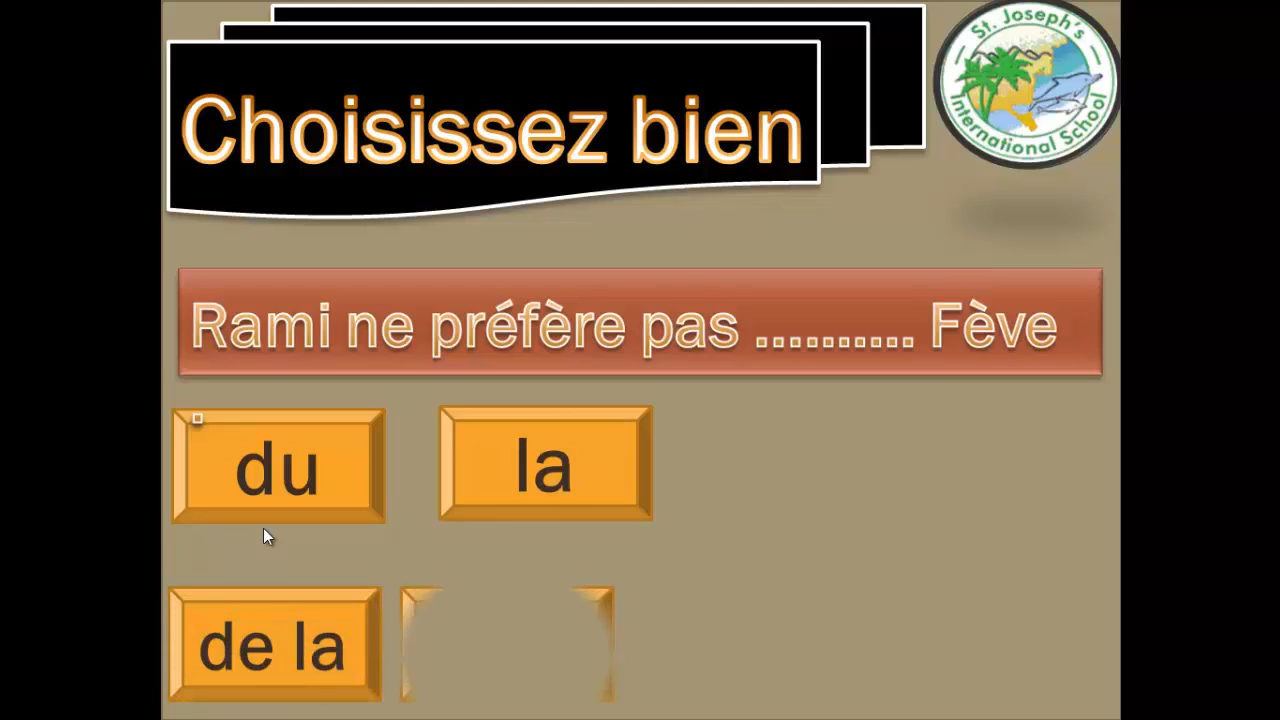 Choisissez bien
St. Joseph's
International School
Rami ne préfère pas .......... Fève
du
la
de la